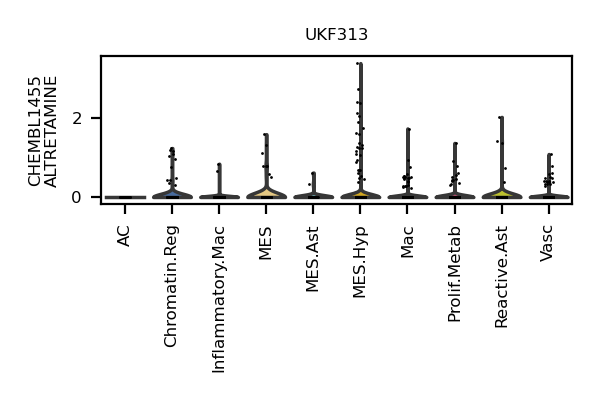 UKF313
CHEMBL1455
ALTRETAMINE
2
0
AC
Chromatin.Reg
Inflammatory.Mac
MES
MES.Ast
MES.Hyp
Mac
Prolif.Metab
Reactive.Ast
Vasc